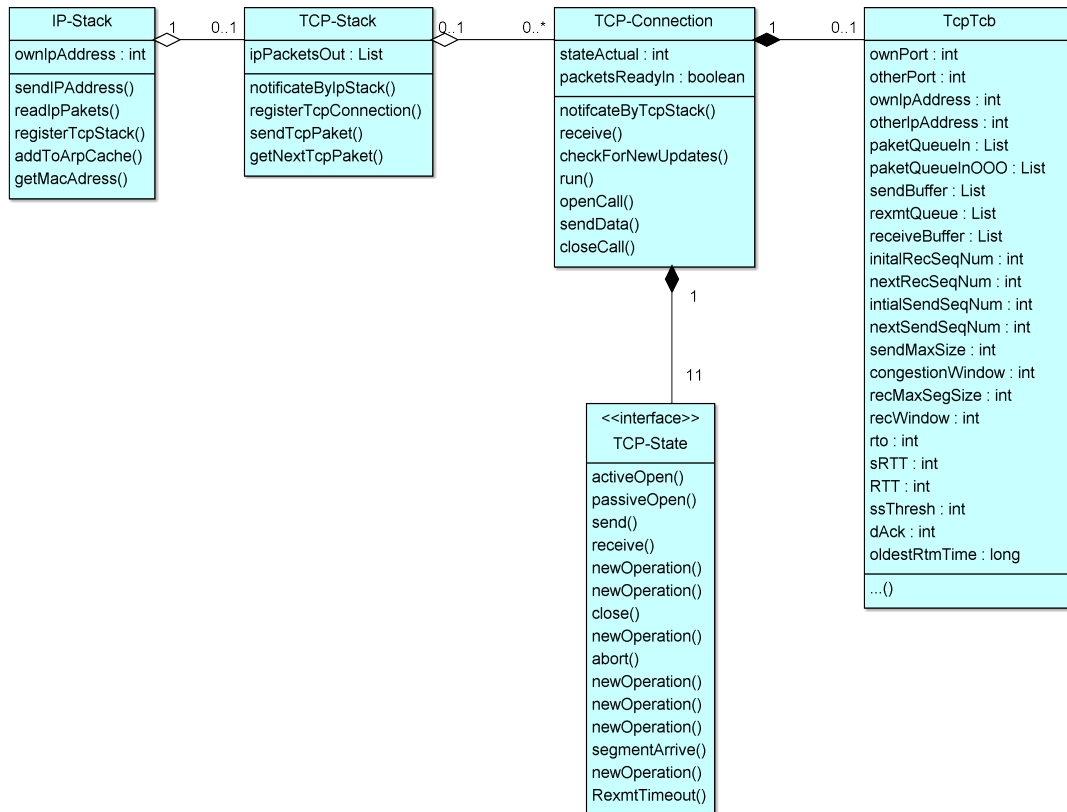 IP-Stack
ownIpAddress : int
sendIPAddress()
readIpPakets()
registerTcpStack()
addToArpCache()
getMacAdress()
1
0..1
TCP-Stack
ipPacketsOut : List
notificateByIpStack()
registerTcpConnection()
sendTcpPaket()
getNextTcpPaket()
0..1
0..*
TCP-Connection
stateActual : int
packetsReadyIn : boolean
notifcateByTcpStack()
receive()
checkForNewUpdates()
run()
openCall()
sendData()
closeCall()
1
0..1
TcpTcb
ownPort : int
otherPort : int
ownIpAddress : int
otherIpAddress : int
paketQueueIn : List
paketQueueInOOO : List
sendBuffer : List
rexmtQueue : List
receiveBuffer : List
initalRecSeqNum : int
nextRecSeqNum : int
intialSendSeqNum : int
nextSendSeqNum : int
sendMaxSize : int
congestionWindow : int
recMaxSegSize : int
recWindow : int
rto : int
sRTT : int
RTT : int
ssThresh : int
dAck : int
oldestRtmTime : long
...()
1
11
<<interface>>
TCP-State
activeOpen()
passiveOpen()
send()
receive()
newOperation()
newOperation()
close()
newOperation()
abort()
newOperation()
newOperation()
newOperation()
segmentArrive()
newOperation()
RexmtTimeout()